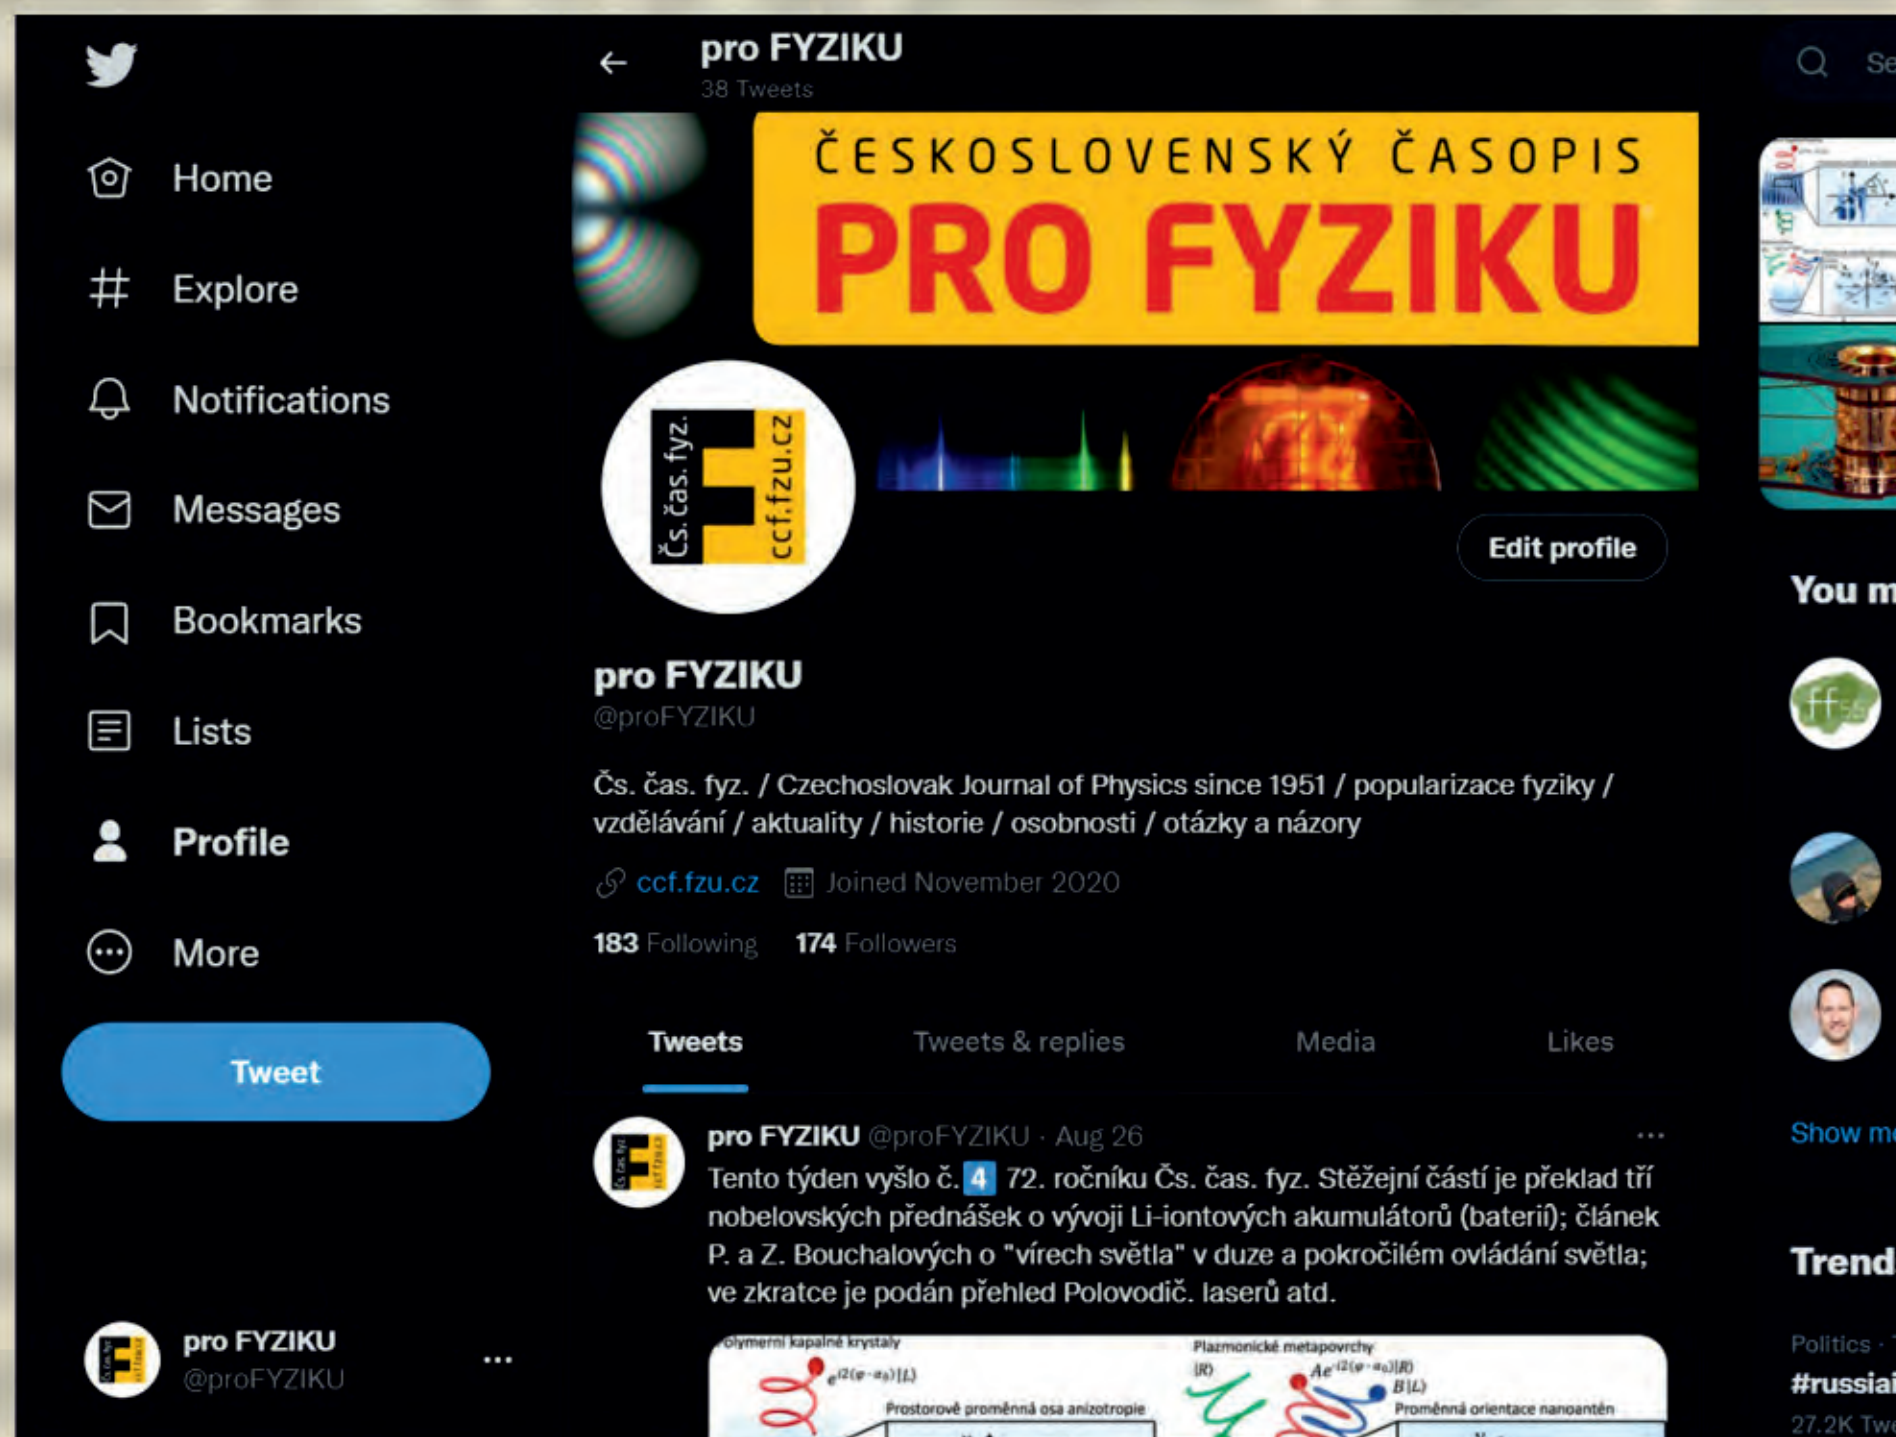 Home
Explore
Notifications
Messages
Bookmarks
Lists
Profile
More
Tweet
pro FYZIKU
@proFYZIKU
pro FYZIKU
38 Tweets
ČESKOSLOVENSKÝ ČASOPIS
PRO FYZIKU
Čs. čas. fyz.
ccf.fzu.cz
Edit profile
pro FYZIKU
@proFYZIKU
Čs. čas. fyz. / Czechoslovak Journal of Physics since 1951 / popularizace fyziky /
vzdělávání / aktuality / historie / osobnosti / otázky a názory
ccf.fzu.cz Joined November 2020
183 Following 174 Followers
Tweets Tweets & replies Media Likes
pro FYZIKU @proFYZIKU · Aug 26
Tento týden vyšlo č. 4 72. ročníku Čs. čas. fyz. Stěžejní částí je překlad tří
nobelovských přednášek o vývoji Li-iontových akumulátorů (baterií); článek
P. a Z. Bouchalových o "vírech světla" v duze a pokročilém ovládání světla;
ve zkratce je podán přehled Polovodič. laserů atd.
olymerní kapalné krystaly
Prostorově proměnná osa anizotropie
Plazmonické metapovrchy
|R⟩
B|L⟩
Proměnná orientace nanoantén
Se
You m
ff
Show mo
Trend
Politics ·
#russiai
27.2K Twe